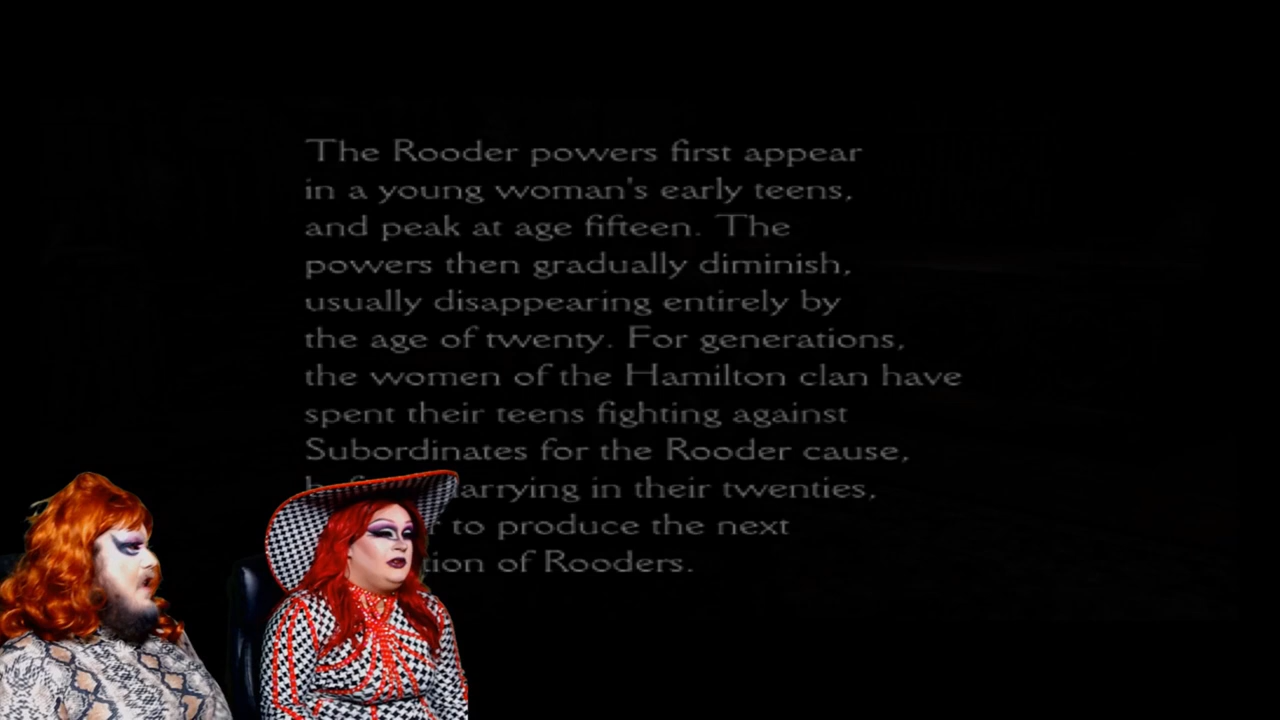 The Rooder powers first appear
in a young woman's early teens,
and peak at age fifteen. The
powers then gradually diminish,
usually disappearing entirely by
the age of twenty. For generations,
the women of the Hamilton clan have
spent their teens fighting against
Subordinates for the Rooder cause,
in their twenties,
to produce the next
of Rooders.